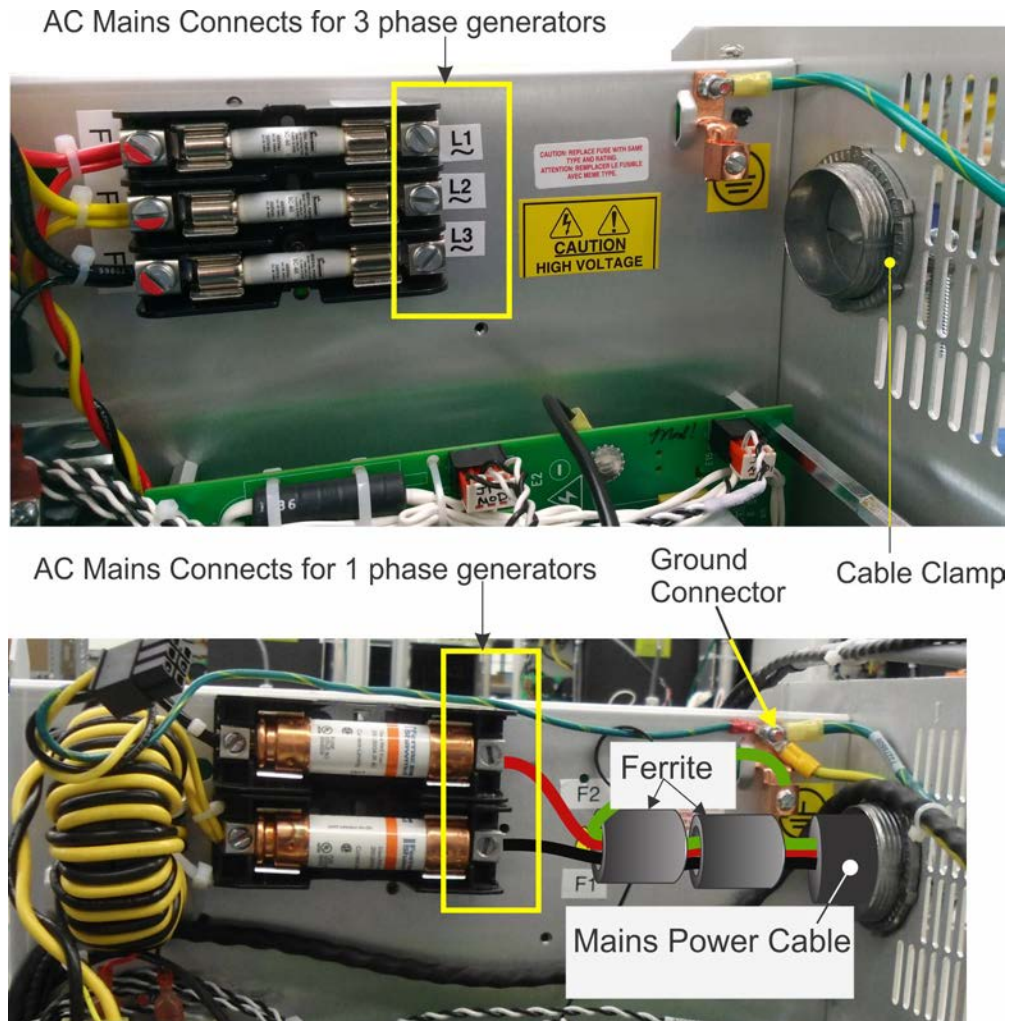 AC Mains Connects for 3 phase generators
L1
L2
L3
CAUTION: REPLACE FUSE WITH SAME
TYPE AND RATING.
ATTENTION: REMPLACER LE FUSIBLE
AVEC MEME TYPE.
CAUTION
HIGH VOLTAGE
MOD
E2
AC Mains Connects for 1 phase generators
Ground
Connector
Cable Clamp
Ferrite
F2
F1
Mains Power Cable